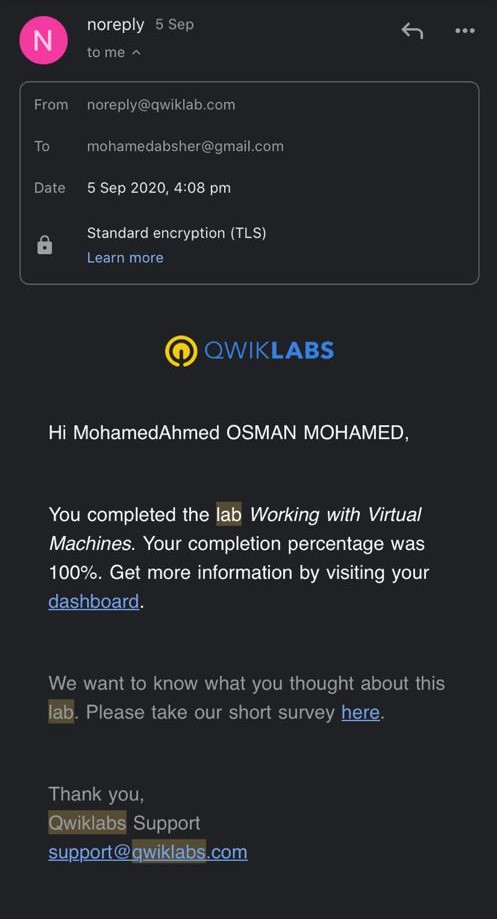 N
noreply 5 Sep
to me
From noreply@qwiklab.com
To mohamedabsher@gmail.com
Date 5 Sep 2020, 4:08 pm
Standard encryption (TLS)
Learn more
QWIKLABS
Hi MohamedAhmed OSMAN MOHAMED,
You completed the lab Working with Virtual
Machines. Your completion percentage was
100%. Get more information by visiting your
dashboard.
We want to know what you thought about this
lab. Please take our short survey here.
Thank you,
Qwiklabs Support
support@qwiklabs.com